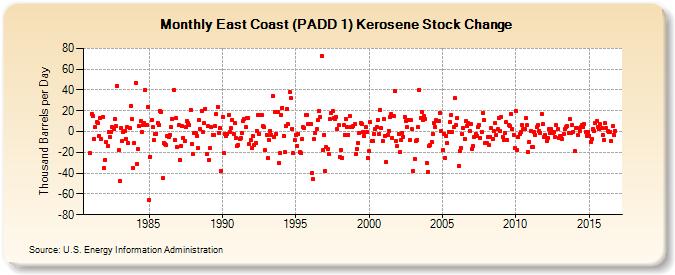 Monthly East Coast (PADD 1) Kerosene Stock Change
Thousand Barrels per Day
80
60
40
20
0
-20
-40
-60
-80
1985 1990 1995 2000 2005 2010 2015
Source: U.S. Energy Information Administration